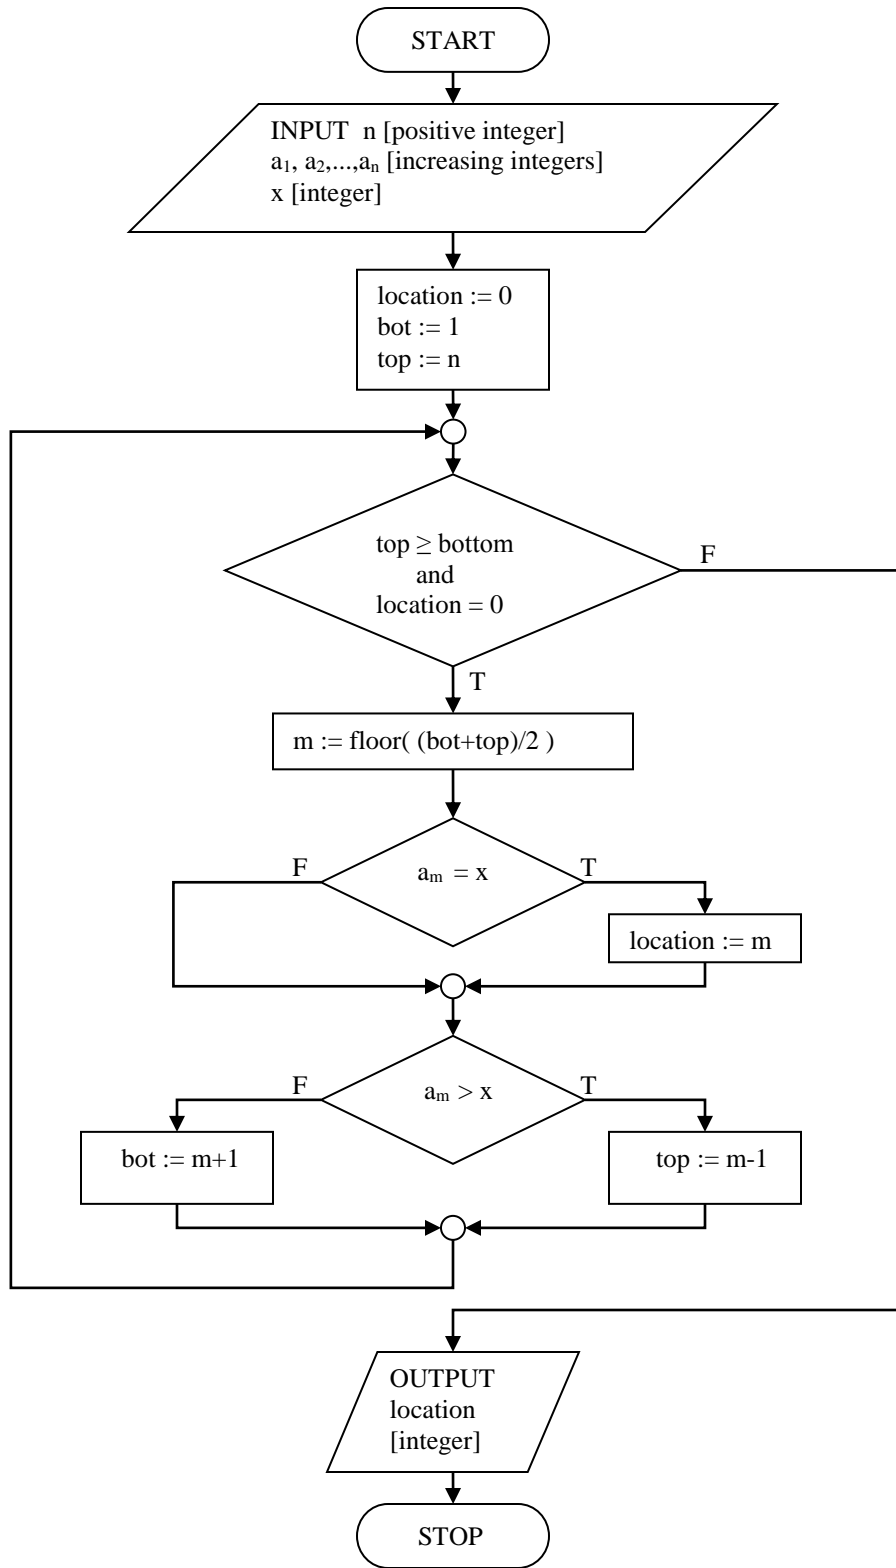 START
INPUT n [positive integer]
a₁, a₂,...,aₙ [increasing integers]
x [integer]
location := 0
bot := 1
top := n
top ≥ bottom
and
location = 0
F
T
m := floor( (bot+top)/2 )
F
aₘ = x
T
location := m
F
aₘ > x
T
bot := m+1
top := m-1
OUTPUT
location
[integer]
STOP